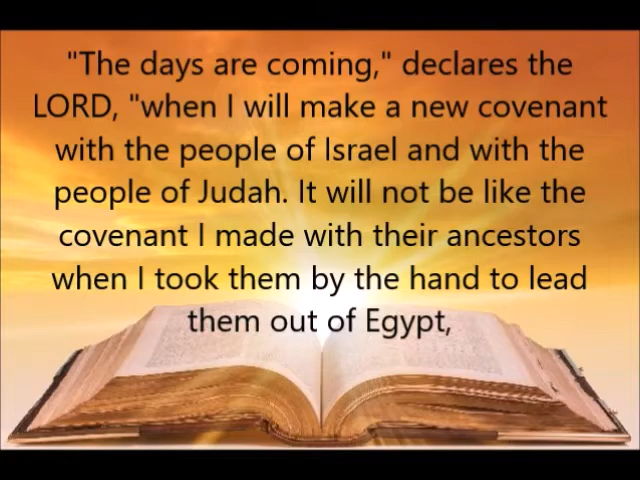 "The days are coming," declares the
LORD, "when I will make a new covenant
with the people of Israel and with the
people of Judah. It will not be like the
covenant I made with their ancestors
when I took them by the hand to lead
them out of Egypt,